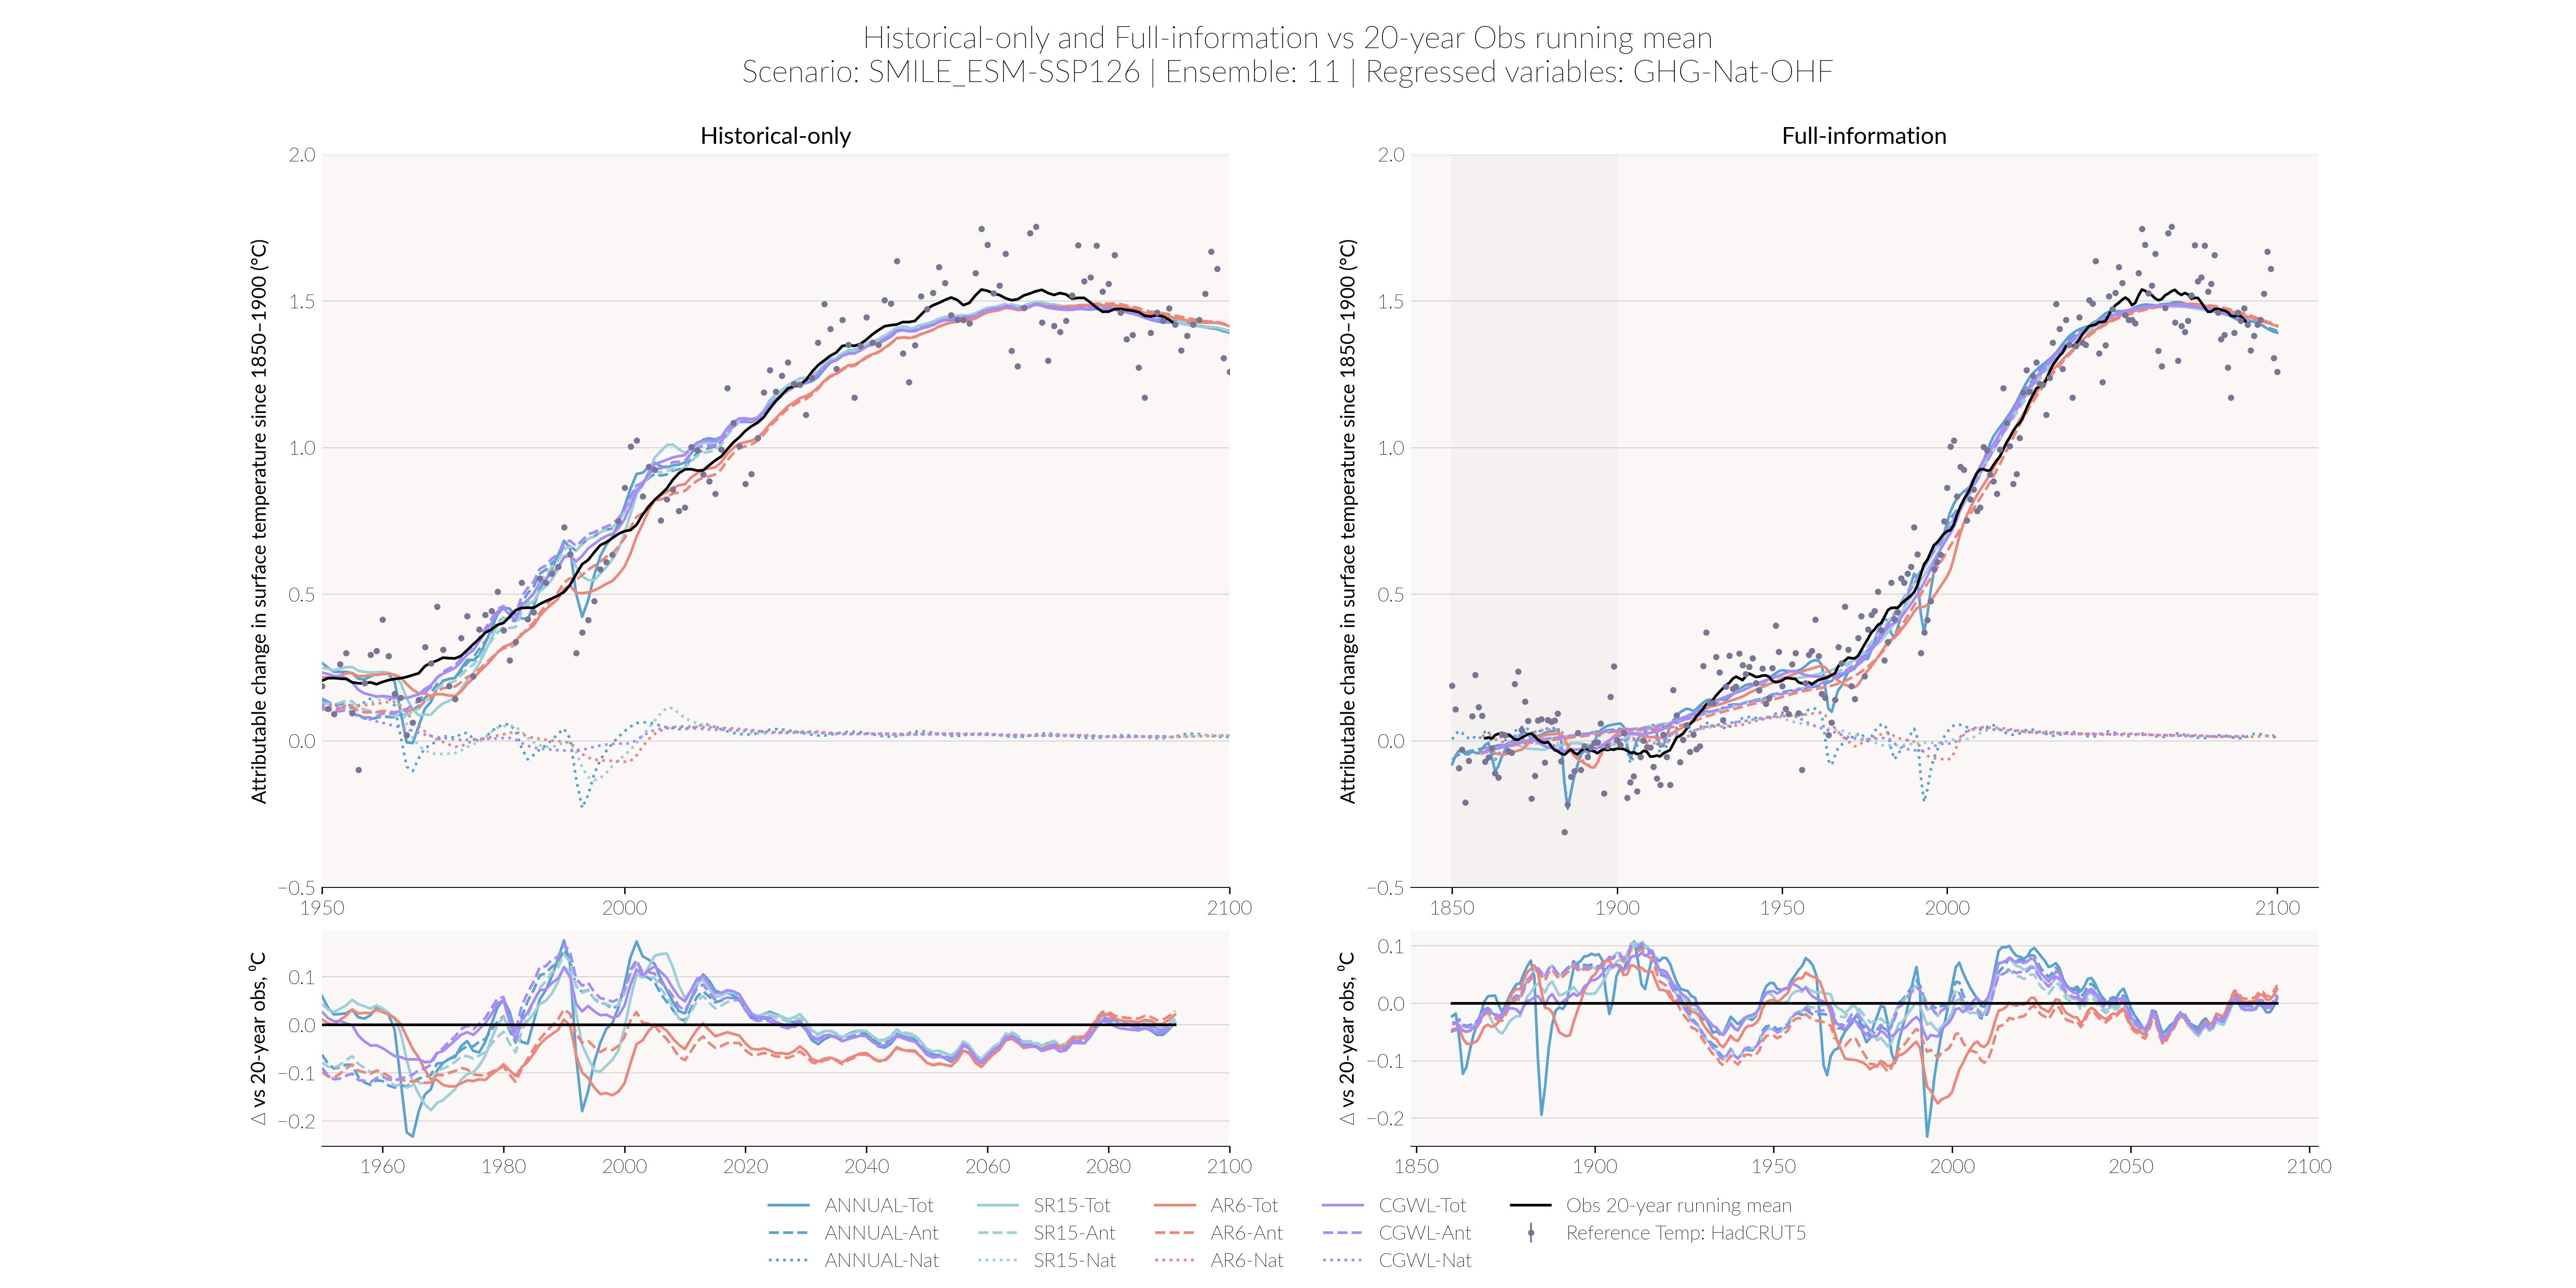 Historical-only and Full-information vs 20-year Obs running mean
Scenario: SMILE_ESM-SSP126 | Ensemble: 11 | Regressed variables: GHG-Nat-OHF
Historical-only
Attributable change in surface temperature since 1850–1900 (°C)
2.0
1.5
1.0
0.5
0.0
−0.5
1950
2000
2100
Full-information
Attributable change in surface temperature since 1850–1900 (°C)
2.0
1.5
1.0
0.5
0.0
−0.5
1850
1900
1950
2000
2100
Δ vs 20-year obs, °C
0.1
0.0
−0.1
−0.2
1960
1980
2000
2020
2040
2060
2080
2100
Δ vs 20-year obs, °C
0.1
0.0
−0.1
−0.2
1850
1900
1950
2000
2050
2100
ANNUAL-Tot
ANNUAL-Ant
ANNUAL-Nat
SR15-Tot
SR15-Ant
SR15-Nat
AR6-Tot
AR6-Ant
AR6-Nat
CGWL-Tot
CGWL-Ant
CGWL-Nat
Obs 20-year running mean
Reference Temp: HadCRUT5